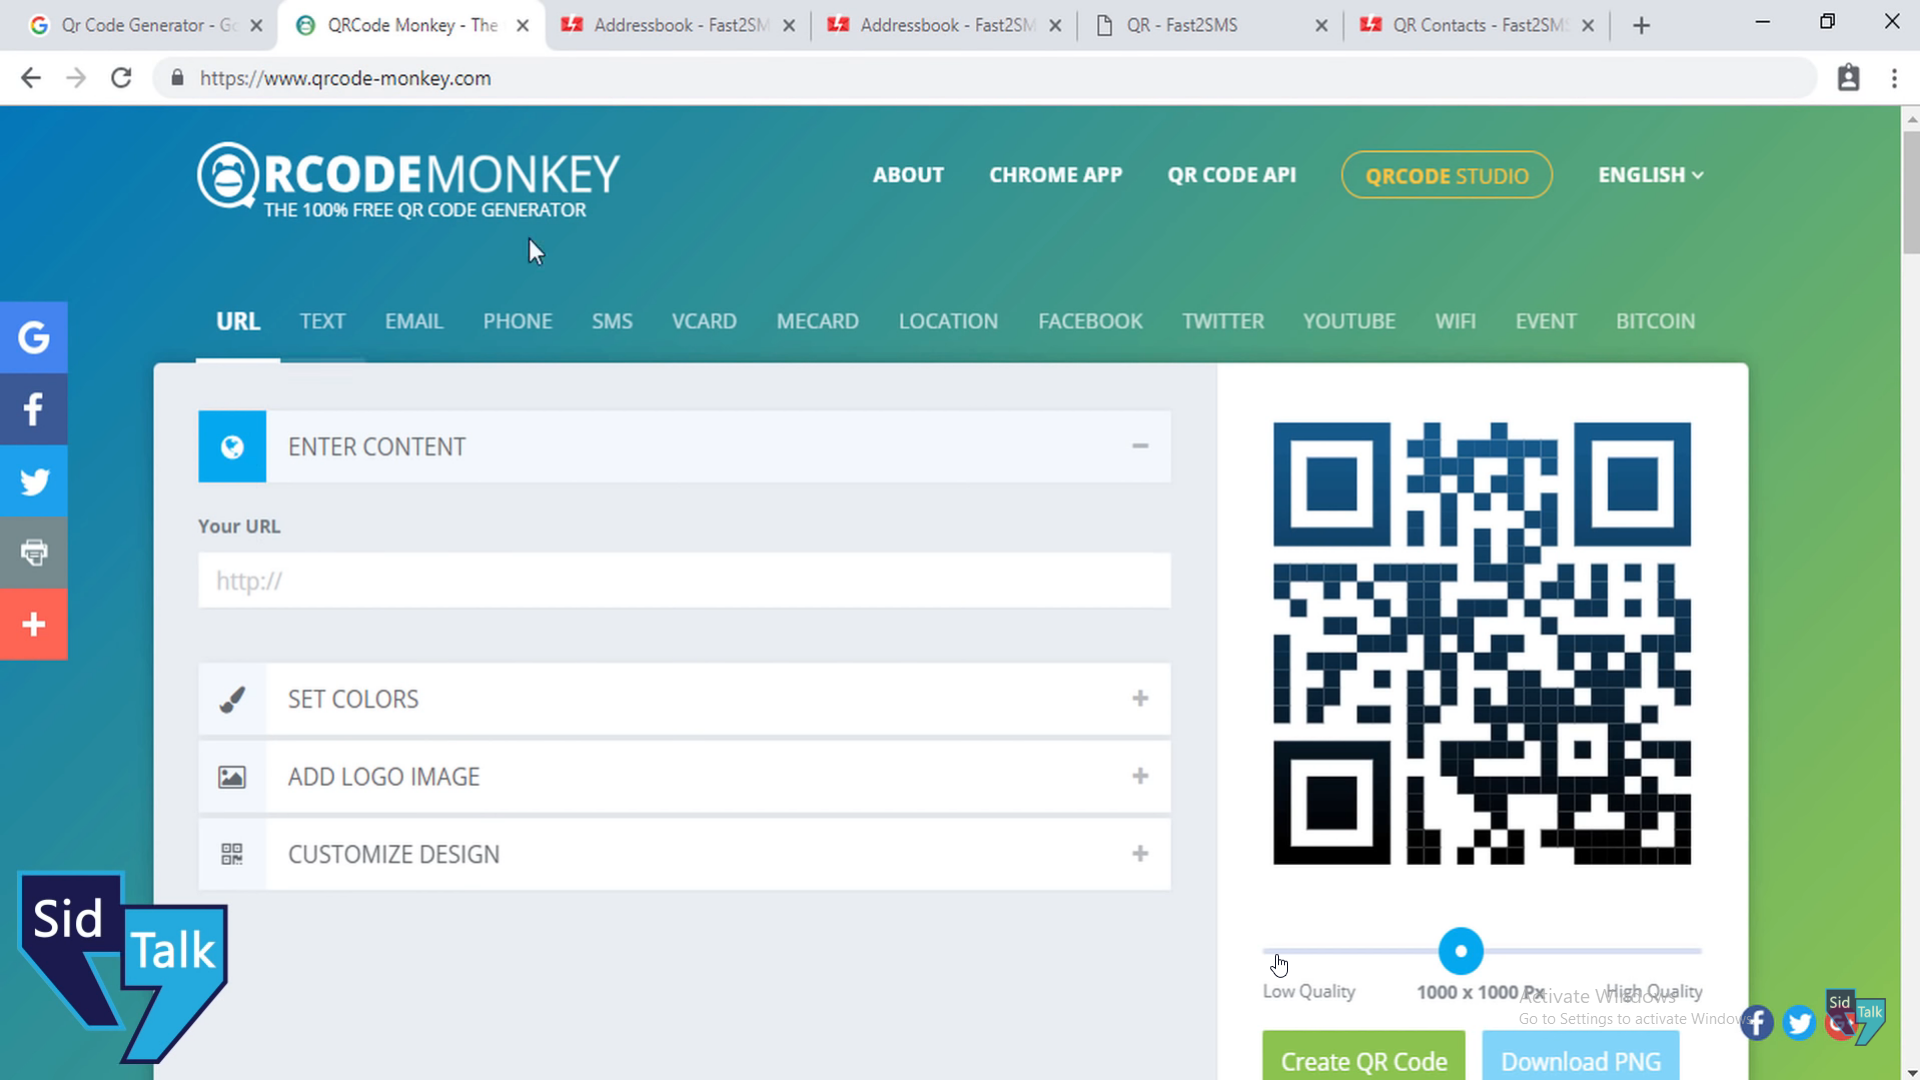 Qr Code Generator - Go
QRCode Monkey - The
Addressbook - Fast2SM
Addressbook - Fast2SM
QR - Fast2SMS
QR Contacts - Fast2SMS
https://www.qrcode-monkey.com
RCODEMONKEY
THE 100% FREE QR CODE GENERATOR
ABOUT
CHROME APP
QR CODE API
QRCODE STUDIO
ENGLISH
URL
TEXT
EMAIL
PHONE
SMS
VCARD
MECARD
LOCATION
FACEBOOK
TWITTER
YOUTUBE
WIFI
EVENT
BITCOIN
ENTER CONTENT
Your URL
http://
SET COLORS
ADD LOGO IMAGE
CUSTOMIZE DESIGN
Low Quality
1000 x 1000 Px
High Quality
Activate Windows
Go to Settings to activate Windows
Create QR Code
Download PNG
Sid
Talk
Sid
Talk